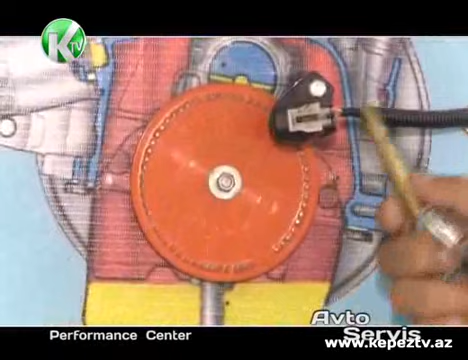 K TV
Performance Center
Avto
Servis
www.kepeztv.az